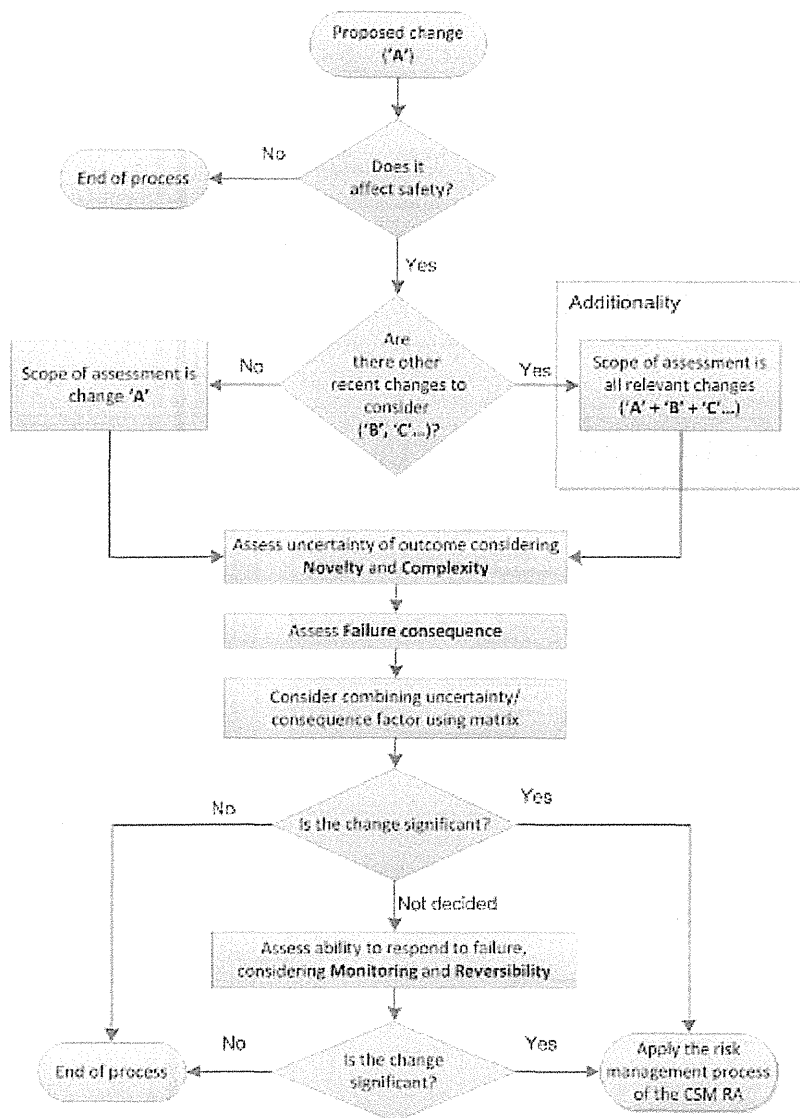 Proposed change
('A')
No
Does it
affect safety?
End of process
Yes
Additionality
Are
there other
recent changes to
consider
('B', 'C'...)?
No
Yes
Scope of assessment is
change 'A'
Scope of assessment is
all relevant changes
('A' + 'B' + 'C'...)
Assess uncertainty of outcome considering
Novelty and Complexity
Assess Failure consequence
Consider combining uncertainty/
consequence factor using matrix
No
Yes
Is the change significant?
Not decided
Assess ability to respond to failure,
considering Monitoring and Reversibility
No
Yes
End of process
Is the change
significant?
Apply the risk
management process
of the CSM RA